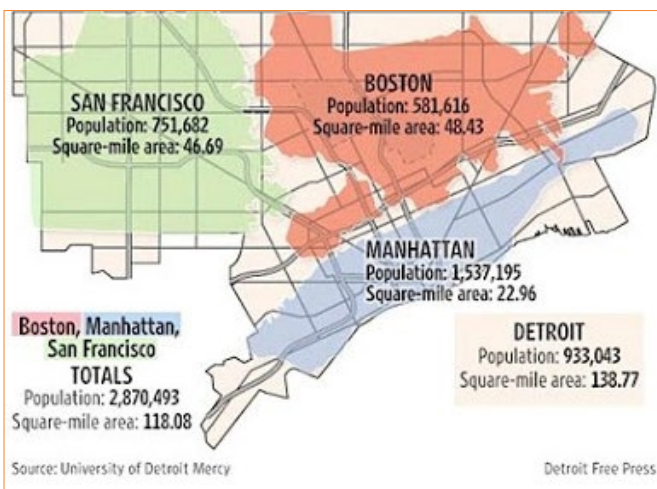 SAN FRANCISCO
Population: 751,682
Square-mile area: 46.69
BOSTON
Population: 581,616
Square-mile area: 48.43
MANHATTAN
Population: 1,537,195
Square-mile area: 22.96
Boston, Manhattan,
San Francisco
TOTALS
Population: 2,870,493
Square-mile area: 118.08
DETROIT
Population: 933,043
Square-mile area: 138.77
Source: University of Detroit Mercy
Detroit Free Press